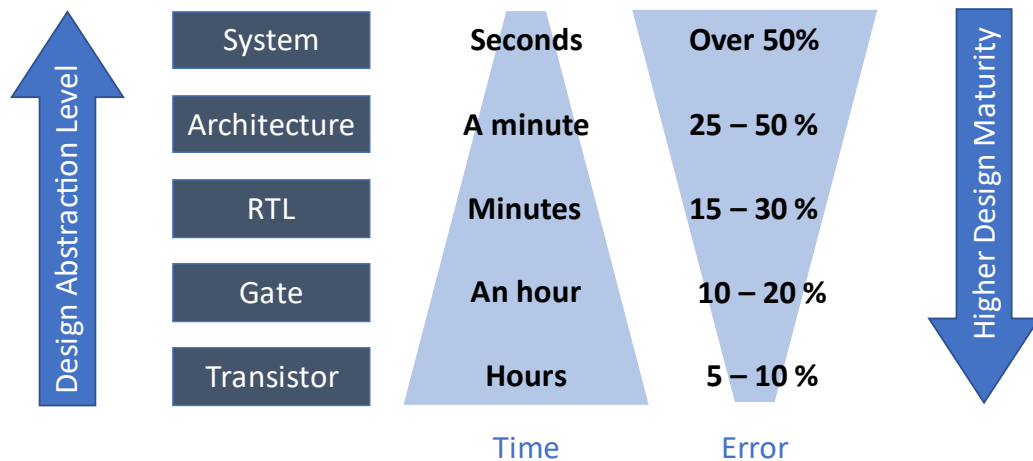 Design Abstraction Level
System
Seconds
Over 50%
Architecture
A minute
25 – 50 %
RTL
Minutes
15 – 30 %
Gate
An hour
10 – 20 %
Transistor
Hours
5 – 10 %
Time
Error
Higher Design Maturity